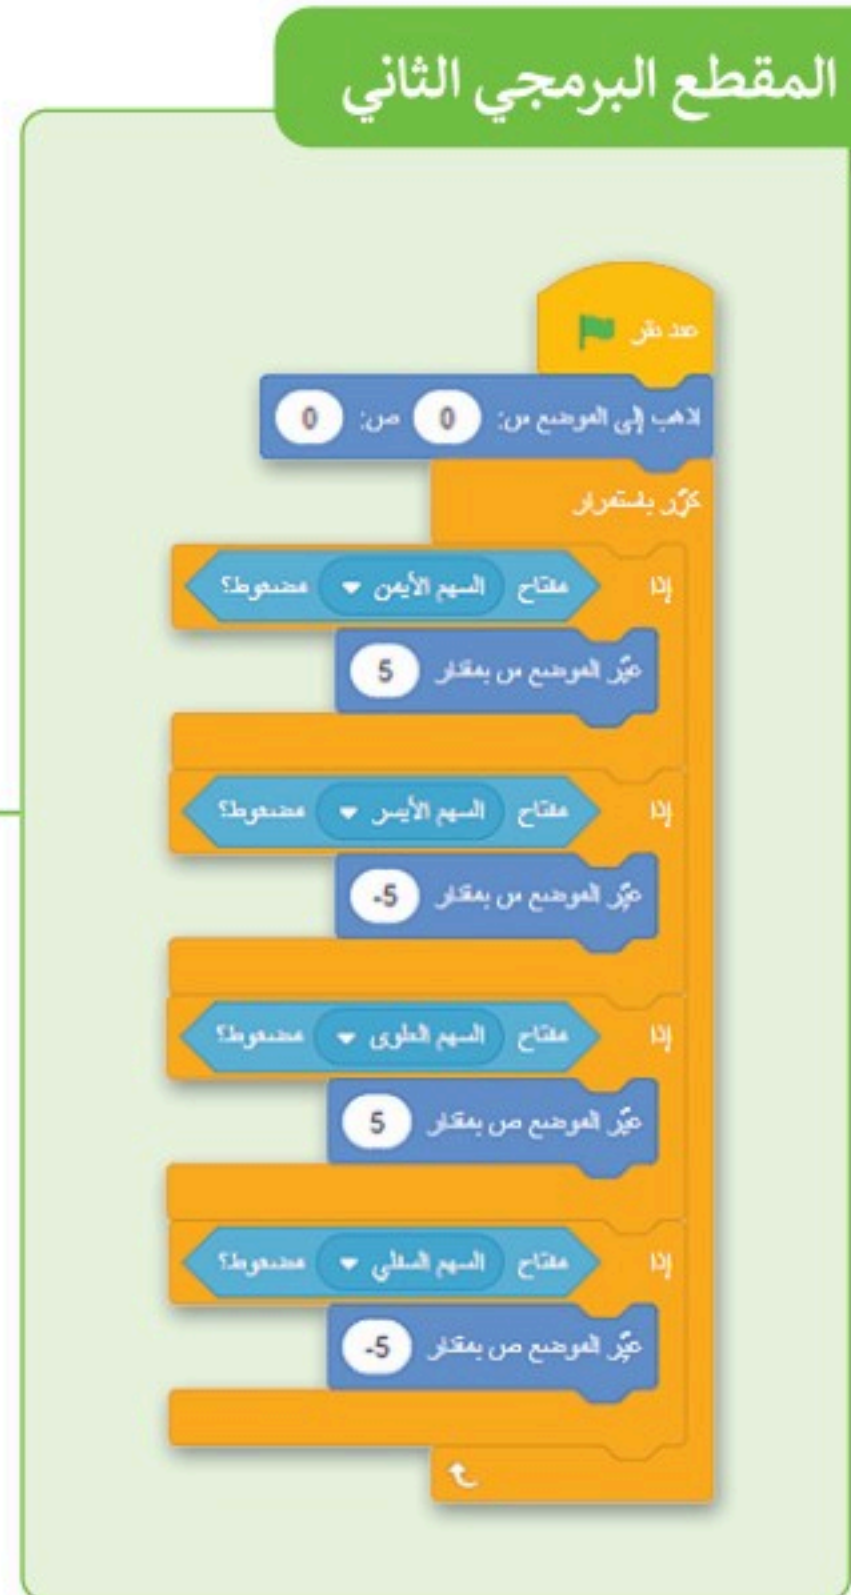 المقطع البرمجي الثاني
عند نقر
اذهب إلى الموضع س: 0 ص: 0
كرّر باستمرار
إذا مفتاح السهم الأيمن مضغوط؟
غيّر الموضع س بمقدار 5
إذا مفتاح السهم الأيسر مضغوط؟
غيّر الموضع س بمقدار -5
إذا مفتاح السهم العلوي مضغوط؟
غيّر الموضع ص بمقدار 5
إذا مفتاح السهم السفلي مضغوط؟
غيّر الموضع ص بمقدار -5